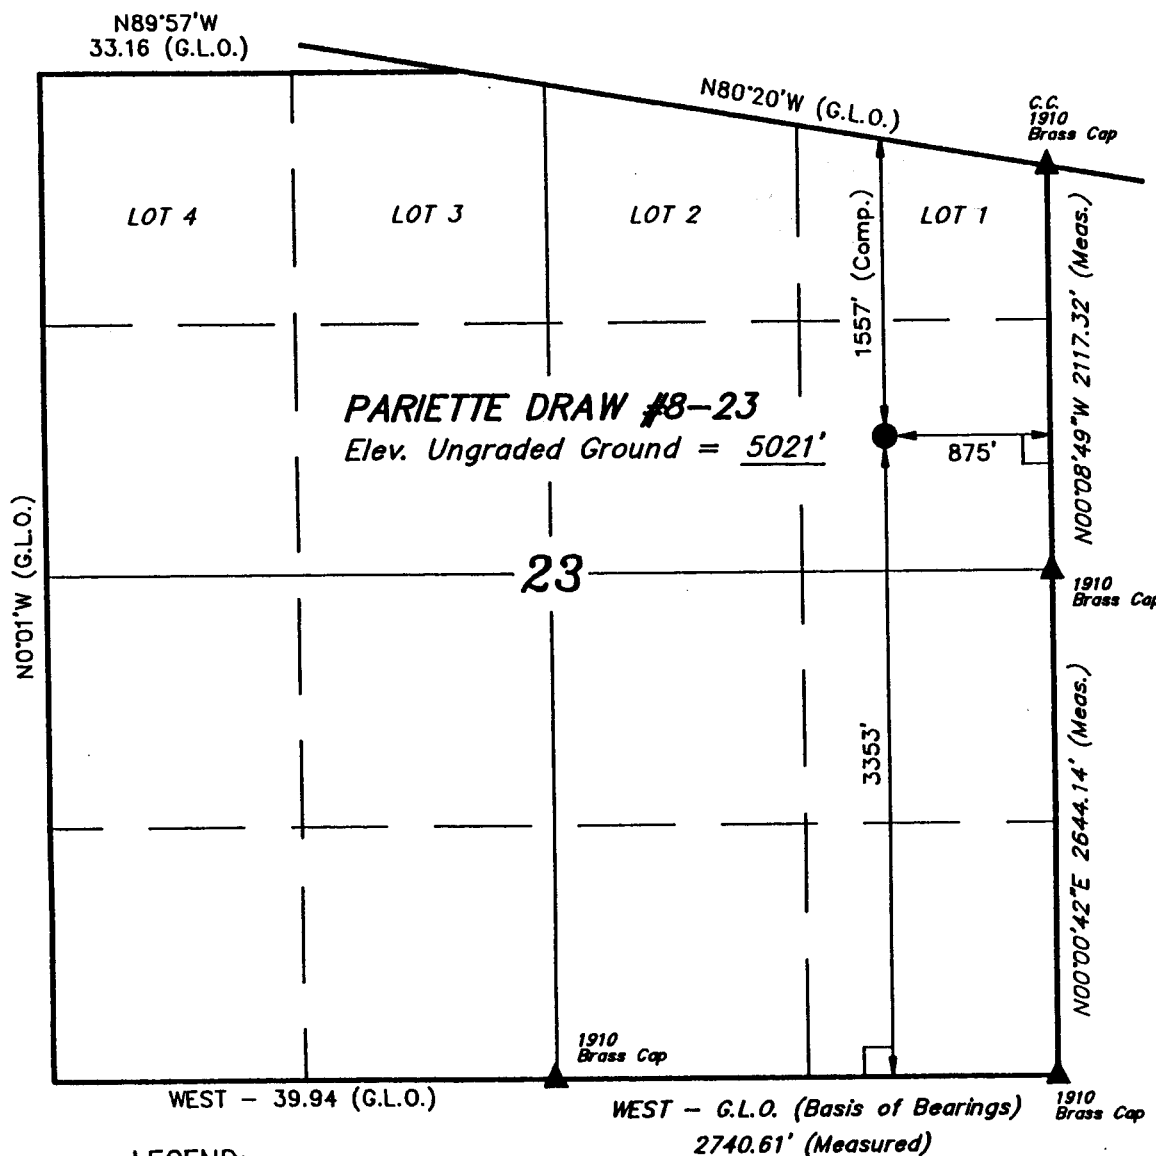 N89°57'W
33.16 (G.L.O.)
N80°20'W (G.L.O.)
C.C.
1910
Brass Cap
LOT 4
LOT 3
LOT 2
LOT 1
1557' (Comp.)
N00°08'49"W 2117.32' (Meas.)
PARIETTE DRAW #8-23
Elev. Ungraded Ground = 5021'
875'
N0°01'W (G.L.O.)
23
1910
Brass Cap
3353'
N00°00'42"E 2644.14' (Meas.)
1910
Brass Cap
WEST - 39.94 (G.L.O.)
WEST - G.L.O. (Basis of Bearings)
2740.61' (Measured)
1910
Brass Cap
LEGEND: